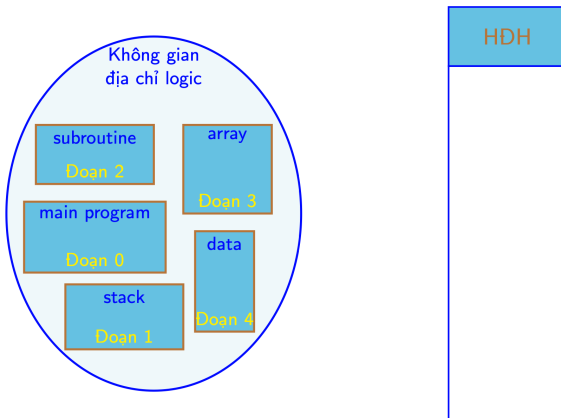 Không gian
địa chỉ logic
subroutine
Đoạn 2
array
Đoạn 3
main program
Đoạn 0
data
Đoạn 4
stack
Đoạn 1
HĐH